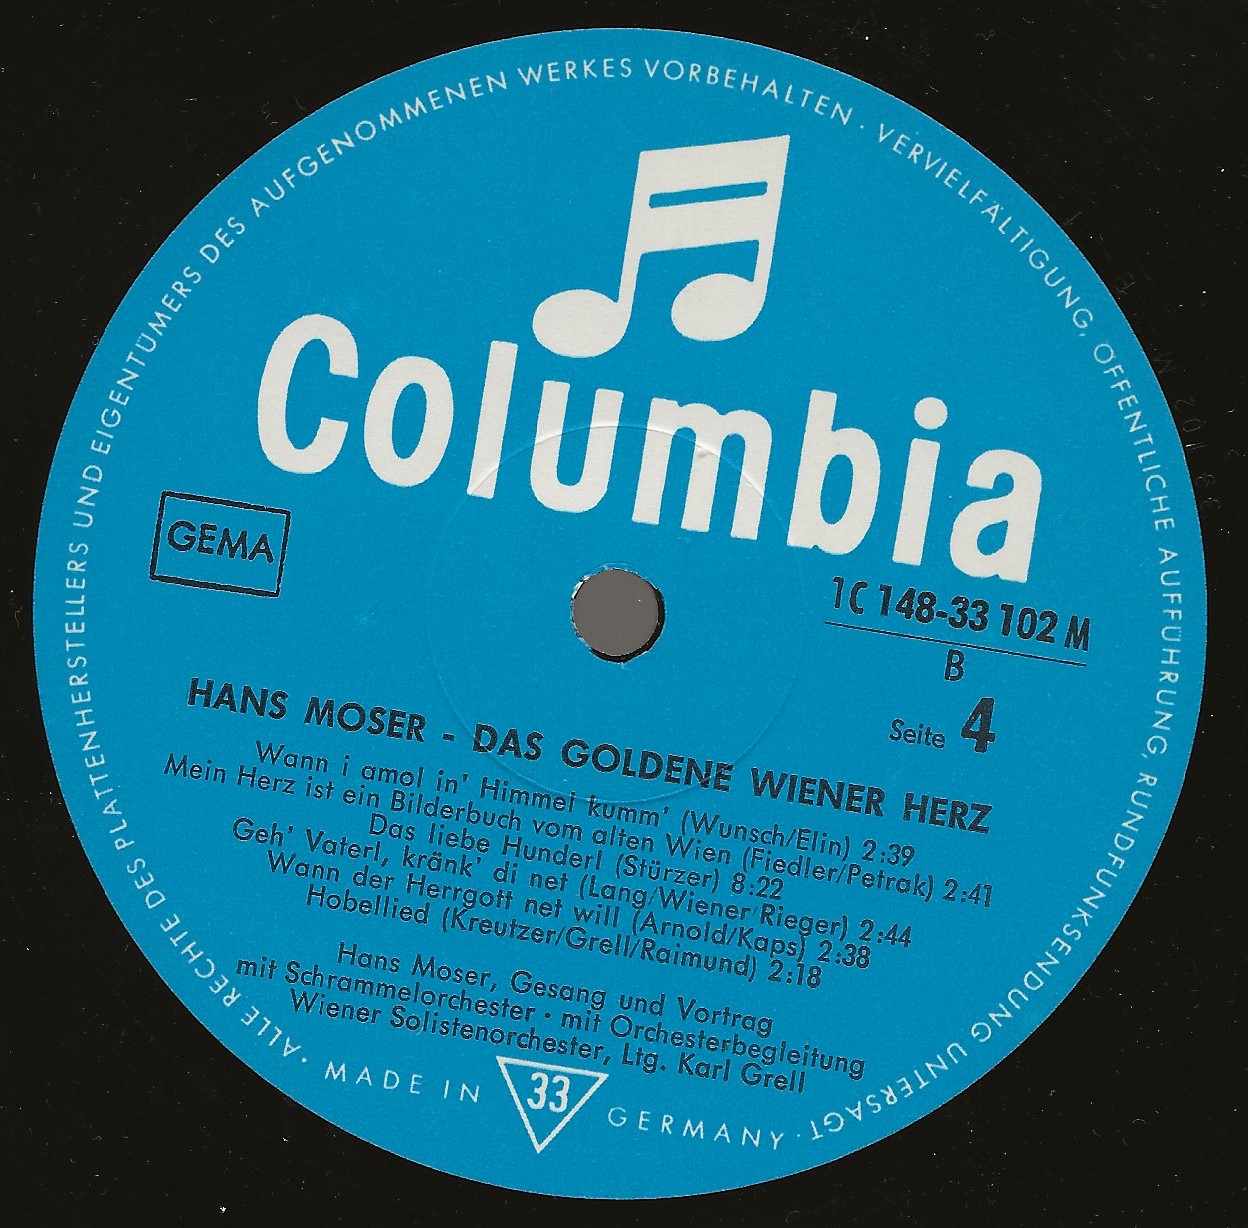 ALLE RECHTE DES PLATTENHERSTELLERS UND EIGENTÜMERS DES AUFGENOMMENEN WERKES VORBEHALTEN · VERVIELFÄLTIGUNG, ÖFFENTLICHE AUFFÜHRUNG, RUNDFUNKSENDUNG UNTERSAGT ·
Columbia
GEMA
1C 148-33 102 M
B
Seite 4
HANS MOSER - DAS GOLDENE WIENER HERZ
Wann i amol in' Himmel kumm' (Wunsch/Elin) 2:39
Mein Herz ist ein Bilderbuch vom alten Wien (Fiedler/Petrak) 2:41
Das liebe Hunderl (Stürzer) 8:22
Geh' Vaterl, kränk' di net (Lang/Wiener/Rieger) 2:44
Wann der Herrgott net will (Arnold/Kaps) 2:38
Hobellied (Kreutzer/Grell/Raimund) 2:18
Hans Moser, Gesang und Vortrag
mit Schrammelorchester · mit Orchesterbegleitung
Wiener Solistenorchester, Ltg. Karl Grell
· MADE IN 33 GERMANY